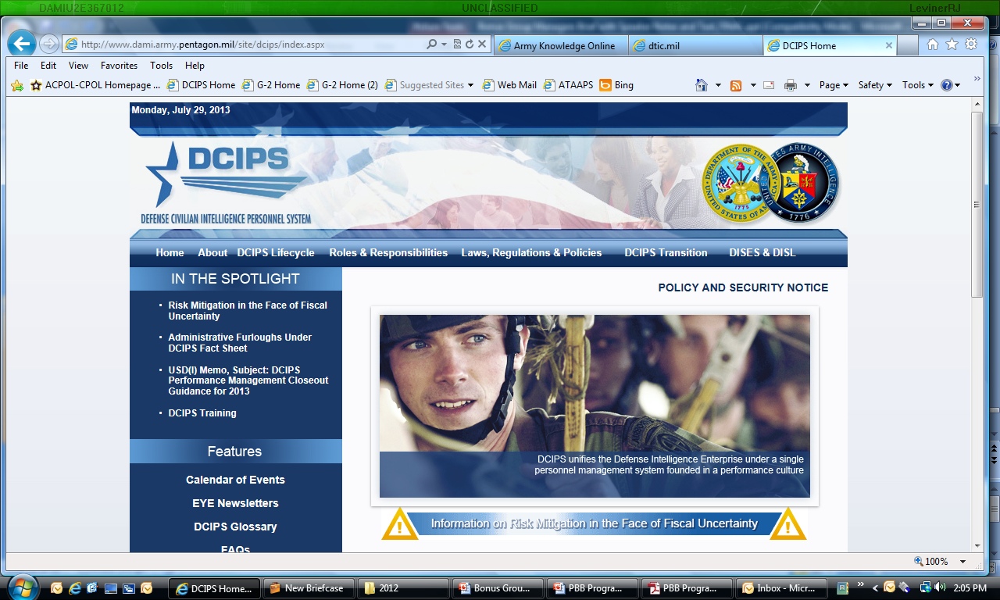 DAMIU2E367012 UNCLASSIFIED LevinerRJ
http://www.dami.army.pentagon.mil/site/dcips/index.aspx
Army Knowledge Online
dtic.mil
DCIPS Home
File Edit View Favorites Tools Help
ACPOL-CPOL Homepage ... DCIPS Home G-2 Home G-2 Home (2) Suggested Sites Web Mail ATAAPS Bing
Page Safety Tools
Monday, July 29, 2013
DCIPS
DEFENSE CIVILIAN INTELLIGENCE PERSONNEL SYSTEM
DEPARTMENT OF THE ARMY
UNITED STATES OF AM
1775
ES ARMY INTELLIGENCE
1776
Home About DCIPS Lifecycle Roles & Responsibilities Laws, Regulations & Policies DCIPS Transition DISES & DISL
IN THE SPOTLIGHT
• Risk Mitigation in the Face of Fiscal
Uncertainty
• Administrative Furloughs Under
DCIPS Fact Sheet
• USD(I) Memo, Subject: DCIPS
Performance Management Closeout
Guidance for 2013
• DCIPS Training
Features
Calendar of Events
EYE Newsletters
DCIPS Glossary
FAQs
POLICY AND SECURITY NOTICE
DCIPS unifies the Defense Intelligence Enterprise under a single
personnel management system founded in a performance culture
Information on Risk Mitigation in the Face of Fiscal Uncertainty
100%
DCIPS Home... New Briefcase 2012 Bonus Grou... PBB Progra... PBB Progra... Inbox - Micr... 2:05 PM